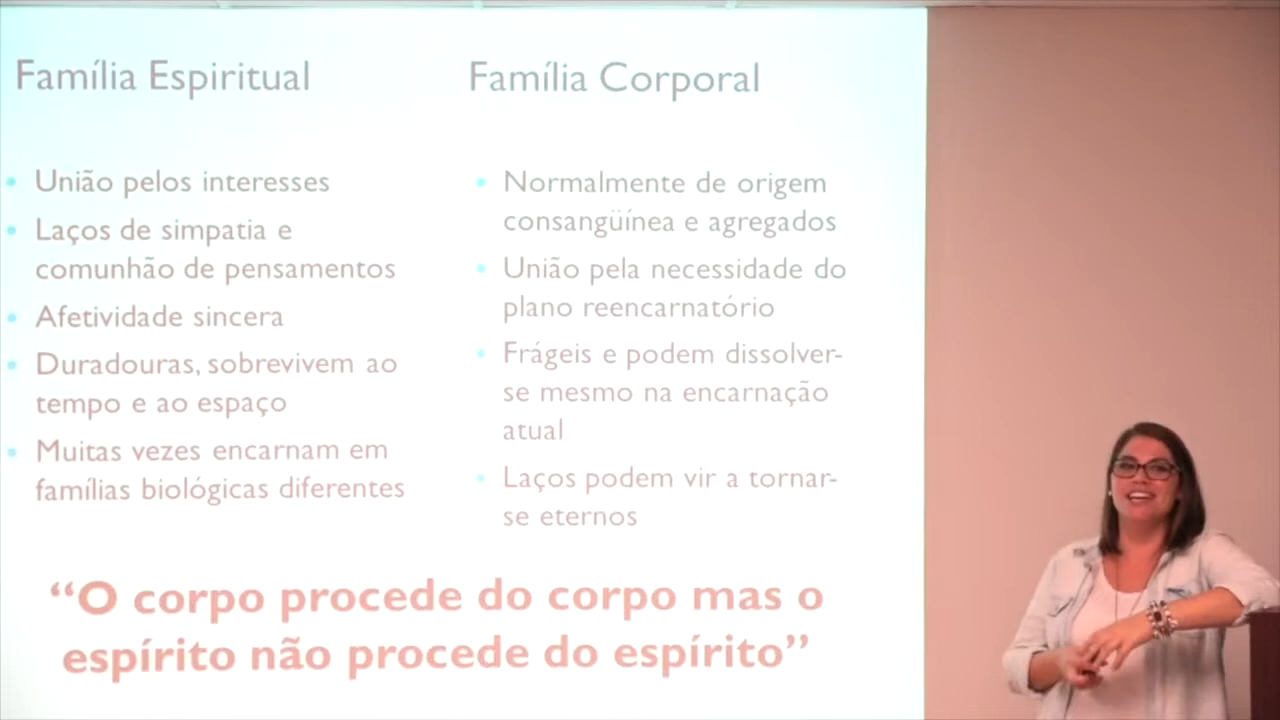 Família Espiritual
União pelos interesses
Laços de simpatia e
comunhão de pensamentos
Afetividade sincera
Duradouras, sobrevivem ao
tempo e ao espaço
Muitas vezes encarnam em
famílias biológicas diferentes
Família Corporal
Normalmente de origem
consangüínea e agregados
União pela necessidade do
plano reencarnatório
Frágeis e podem dissolver-
se mesmo na encarnação
atual
Laços podem vir a tornar-
se eternos
“O corpo procede do corpo mas o
espírito não procede do espírito”